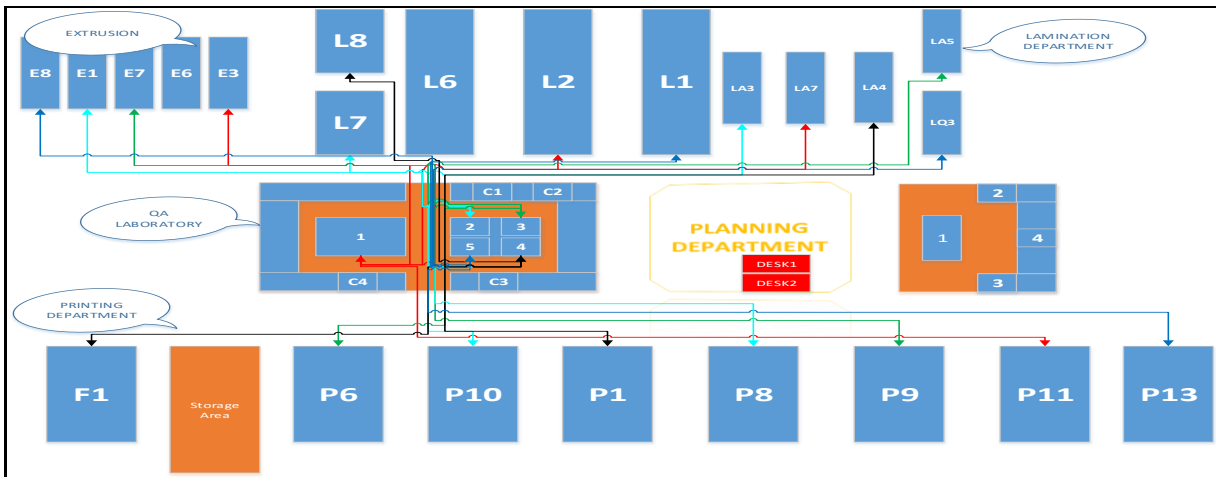 EXTRUSION
E8
E1
E7
E6
E3
L8
L7
L6
L2
L1
LA3
LA7
LA4
LA5
LQ3
LAMINATION
DEPARTMENT
QA
LABORATORY
C1
C2
1
2
3
5
4
C4
C3
PLANNING
DEPARTMENT
DESK1
DESK2
2
1
4
3
PRINTING
DEPARTMENT
F1
Storage
Area
P6
P10
P1
P8
P9
P11
P13